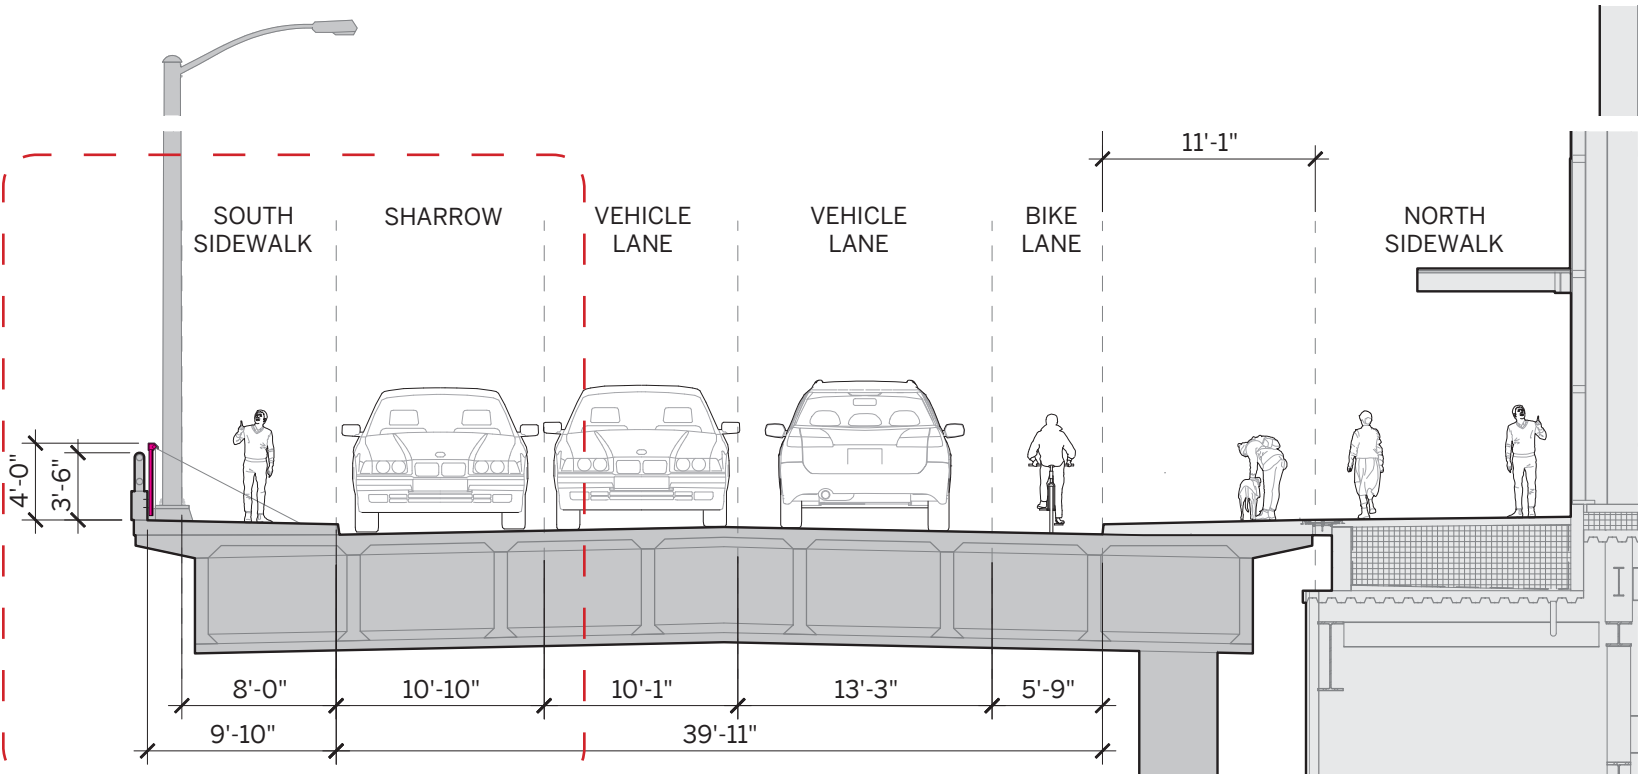 11'-1"
SOUTH
SIDEWALK
SHARROW
VEHICLE
LANE
VEHICLE
LANE
BIKE
LANE
NORTH
SIDEWALK
4'-0"
3'-6"
8'-0"
10'-10"
10'-1"
13'-3"
5'-9"
9'-10"
39'-11"